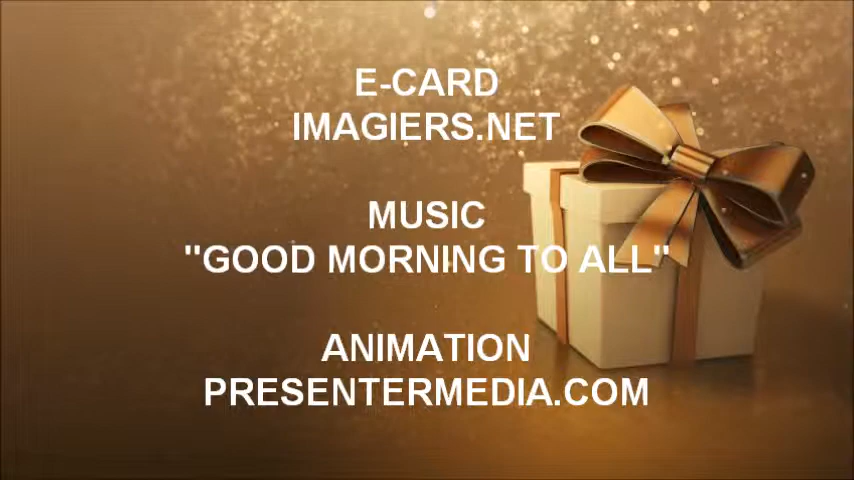 E-CARD
IMAGIERS.NET
MUSIC
"GOOD MORNING TO ALL"
ANIMATION
PRESENTERMEDIA.COM